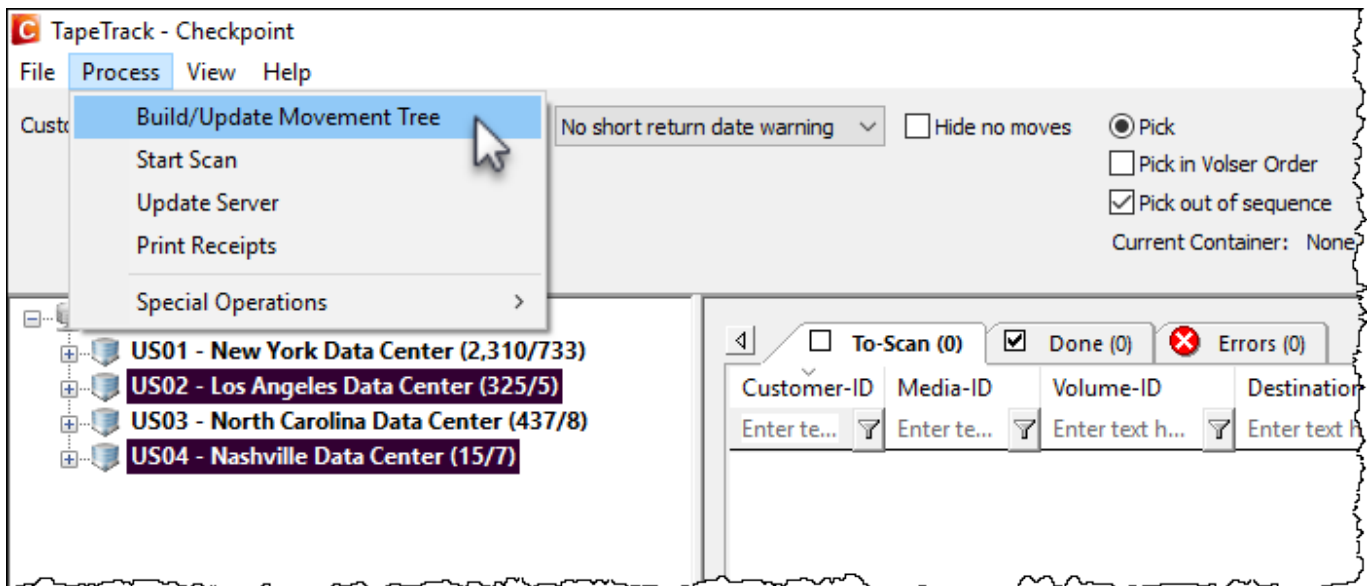 TapeTrack - Checkpoint
File Process View Help
Build/Update Movement Tree
Start Scan
Update Server
Print Receipts
Special Operations
No short return date warning
Hide no moves
Pick
Pick in Volser Order
Pick out of sequence
Current Container: None
US01 - New York Data Center (2,310/733)
US02 - Los Angeles Data Center (325/5)
US03 - North Carolina Data Center (437/8)
US04 - Nashville Data Center (15/7)
To-Scan (0) Done (0) Errors (0)
Customer-ID Media-ID Volume-ID Destination
Enter te... Enter te... Enter text h... Enter text h